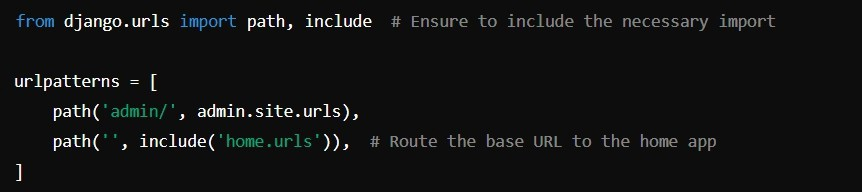 from django.urls import path, include  # Ensure to include the necessary import
urlpatterns = [
    path('admin/', admin.site.urls),
    path('', include('home.urls')),  # Route the base URL to the home app
]